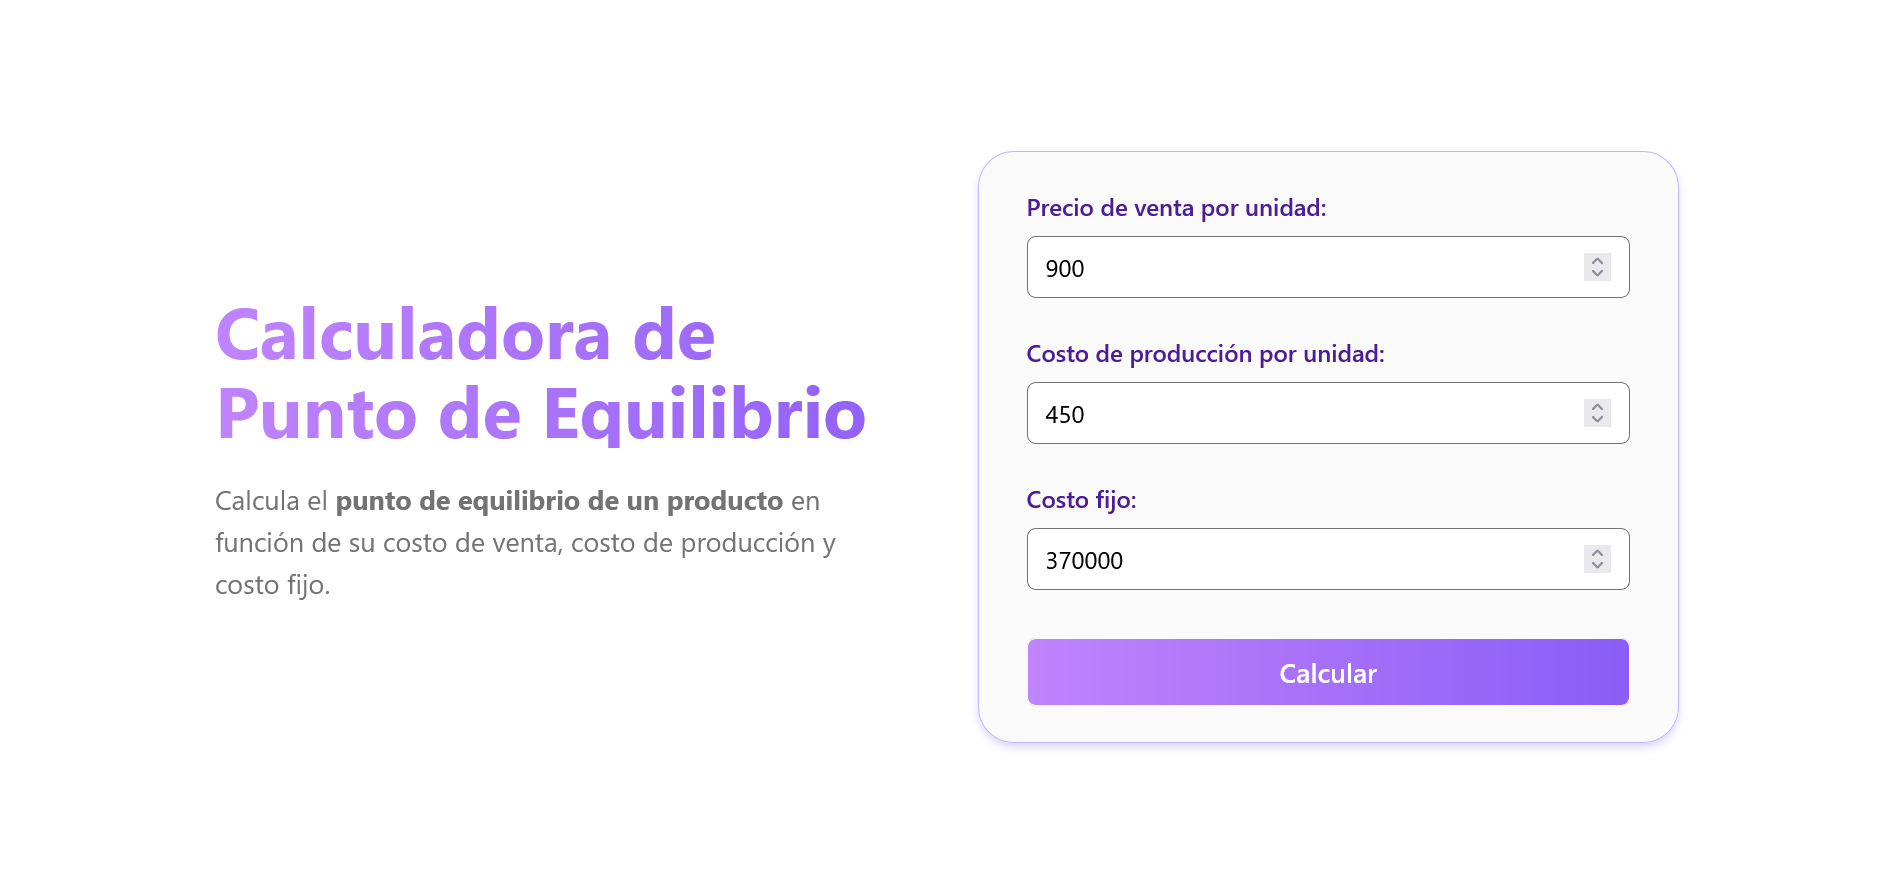 Calculadora de
Punto de Equilibrio
Calcula el punto de equilibrio de un producto en
función de su costo de venta, costo de producción y
costo fijo.
Precio de venta por unidad:
900
Costo de producción por unidad:
450
Costo fijo:
370000
Calcular